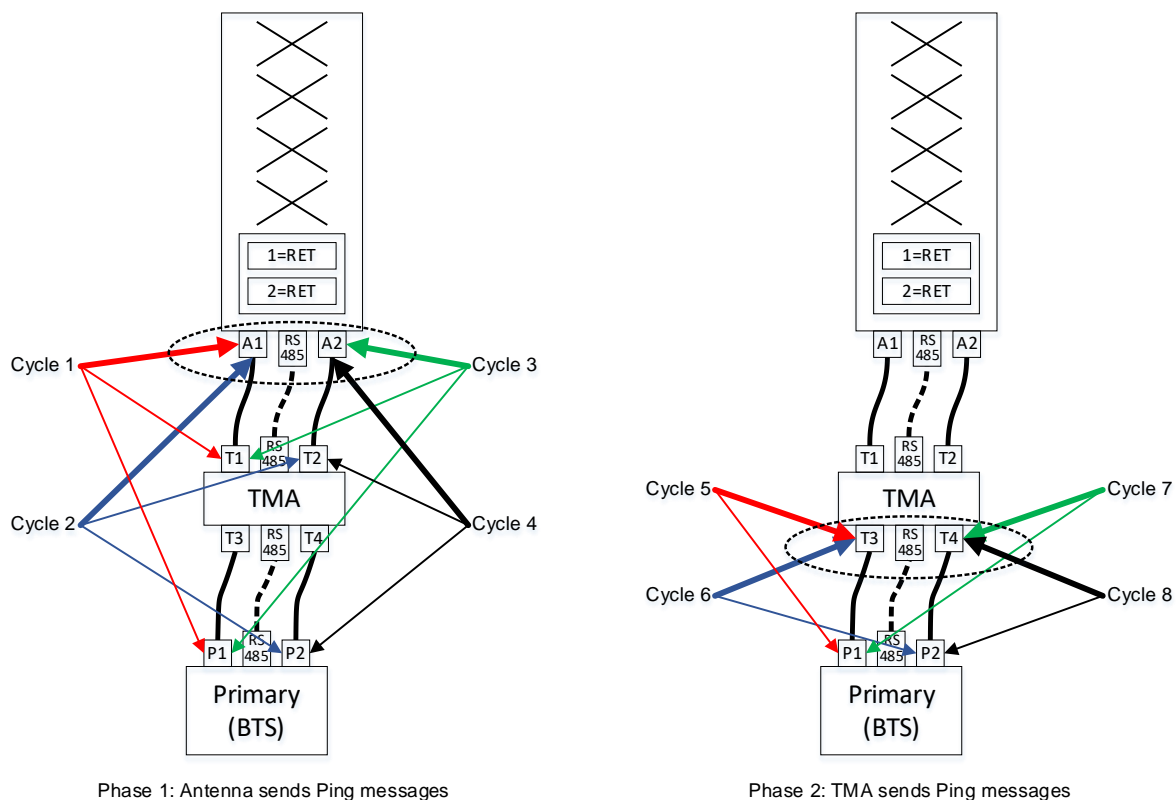 1=RET
2=RET
A1
RS
485
A2
Cycle 1
Cycle 3
T1
RS
485
T2
TMA
Cycle 2
Cycle 4
T3
RS
485
T4
P1
RS
485
P2
Primary
(BTS)
Phase 1: Antenna sends Ping messages
1=RET
2=RET
A1
RS
485
A2
T1
RS
485
T2
Cycle 5
TMA
Cycle 7
T3
RS
485
T4
Cycle 6
Cycle 8
P1
RS
485
P2
Primary
(BTS)
Phase 2: TMA sends Ping messages